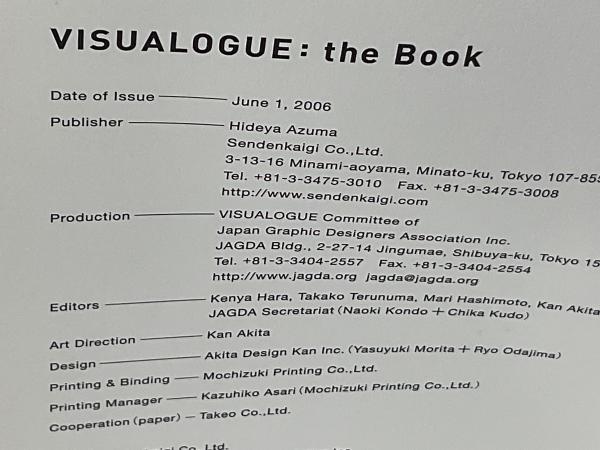 VISUALOGUE: the Book
Date of Issue — June 1, 2006
Publisher — Hideya Azuma
Sendenkaigi Co.,Ltd.
3-13-16 Minami-aoyama, Minato-ku, Tokyo 107-855
Tel. +81-3-3475-3010 Fax. +81-3-3475-3008
http://www.sendenkaigi.com
Production — VISUALOGUE Committee of
Japan Graphic Designers Association Inc.
JAGDA Bldg., 2-27-14 Jingumae, Shibuya-ku, Tokyo 15
Tel. +81-3-3404-2557 Fax. +81-3-3404-2554
http://www.jagda.org jagda@jagda.org
Editors — Kenya Hara, Takako Terunuma, Mari Hashimoto, Kan Akita
JAGDA Secretariat (Naoki Kondo + Chika Kudo)
Art Direction — Kan Akita
Design — Akita Design Kan Inc. (Yasuyuki Morita + Ryo Odajima)
Printing & Binding — Mochizuki Printing Co.,Ltd.
Printing Manager — Kazuhiko Asari (Mochizuki Printing Co.,Ltd.)
Cooperation (paper) — Takeo Co.,Ltd.
Co. Ltd.